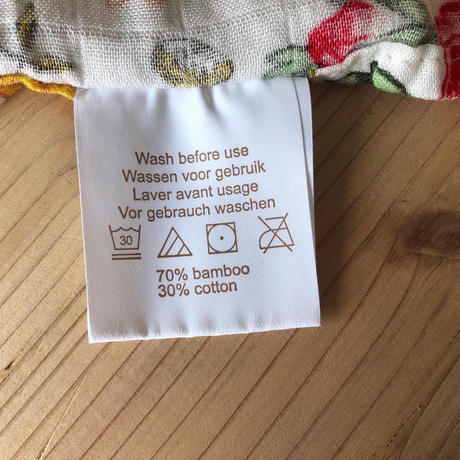 Wash before use
Wassen voor gebruik
Laver avant usage
Vor gebrauch waschen
30
70% bamboo
30% cotton